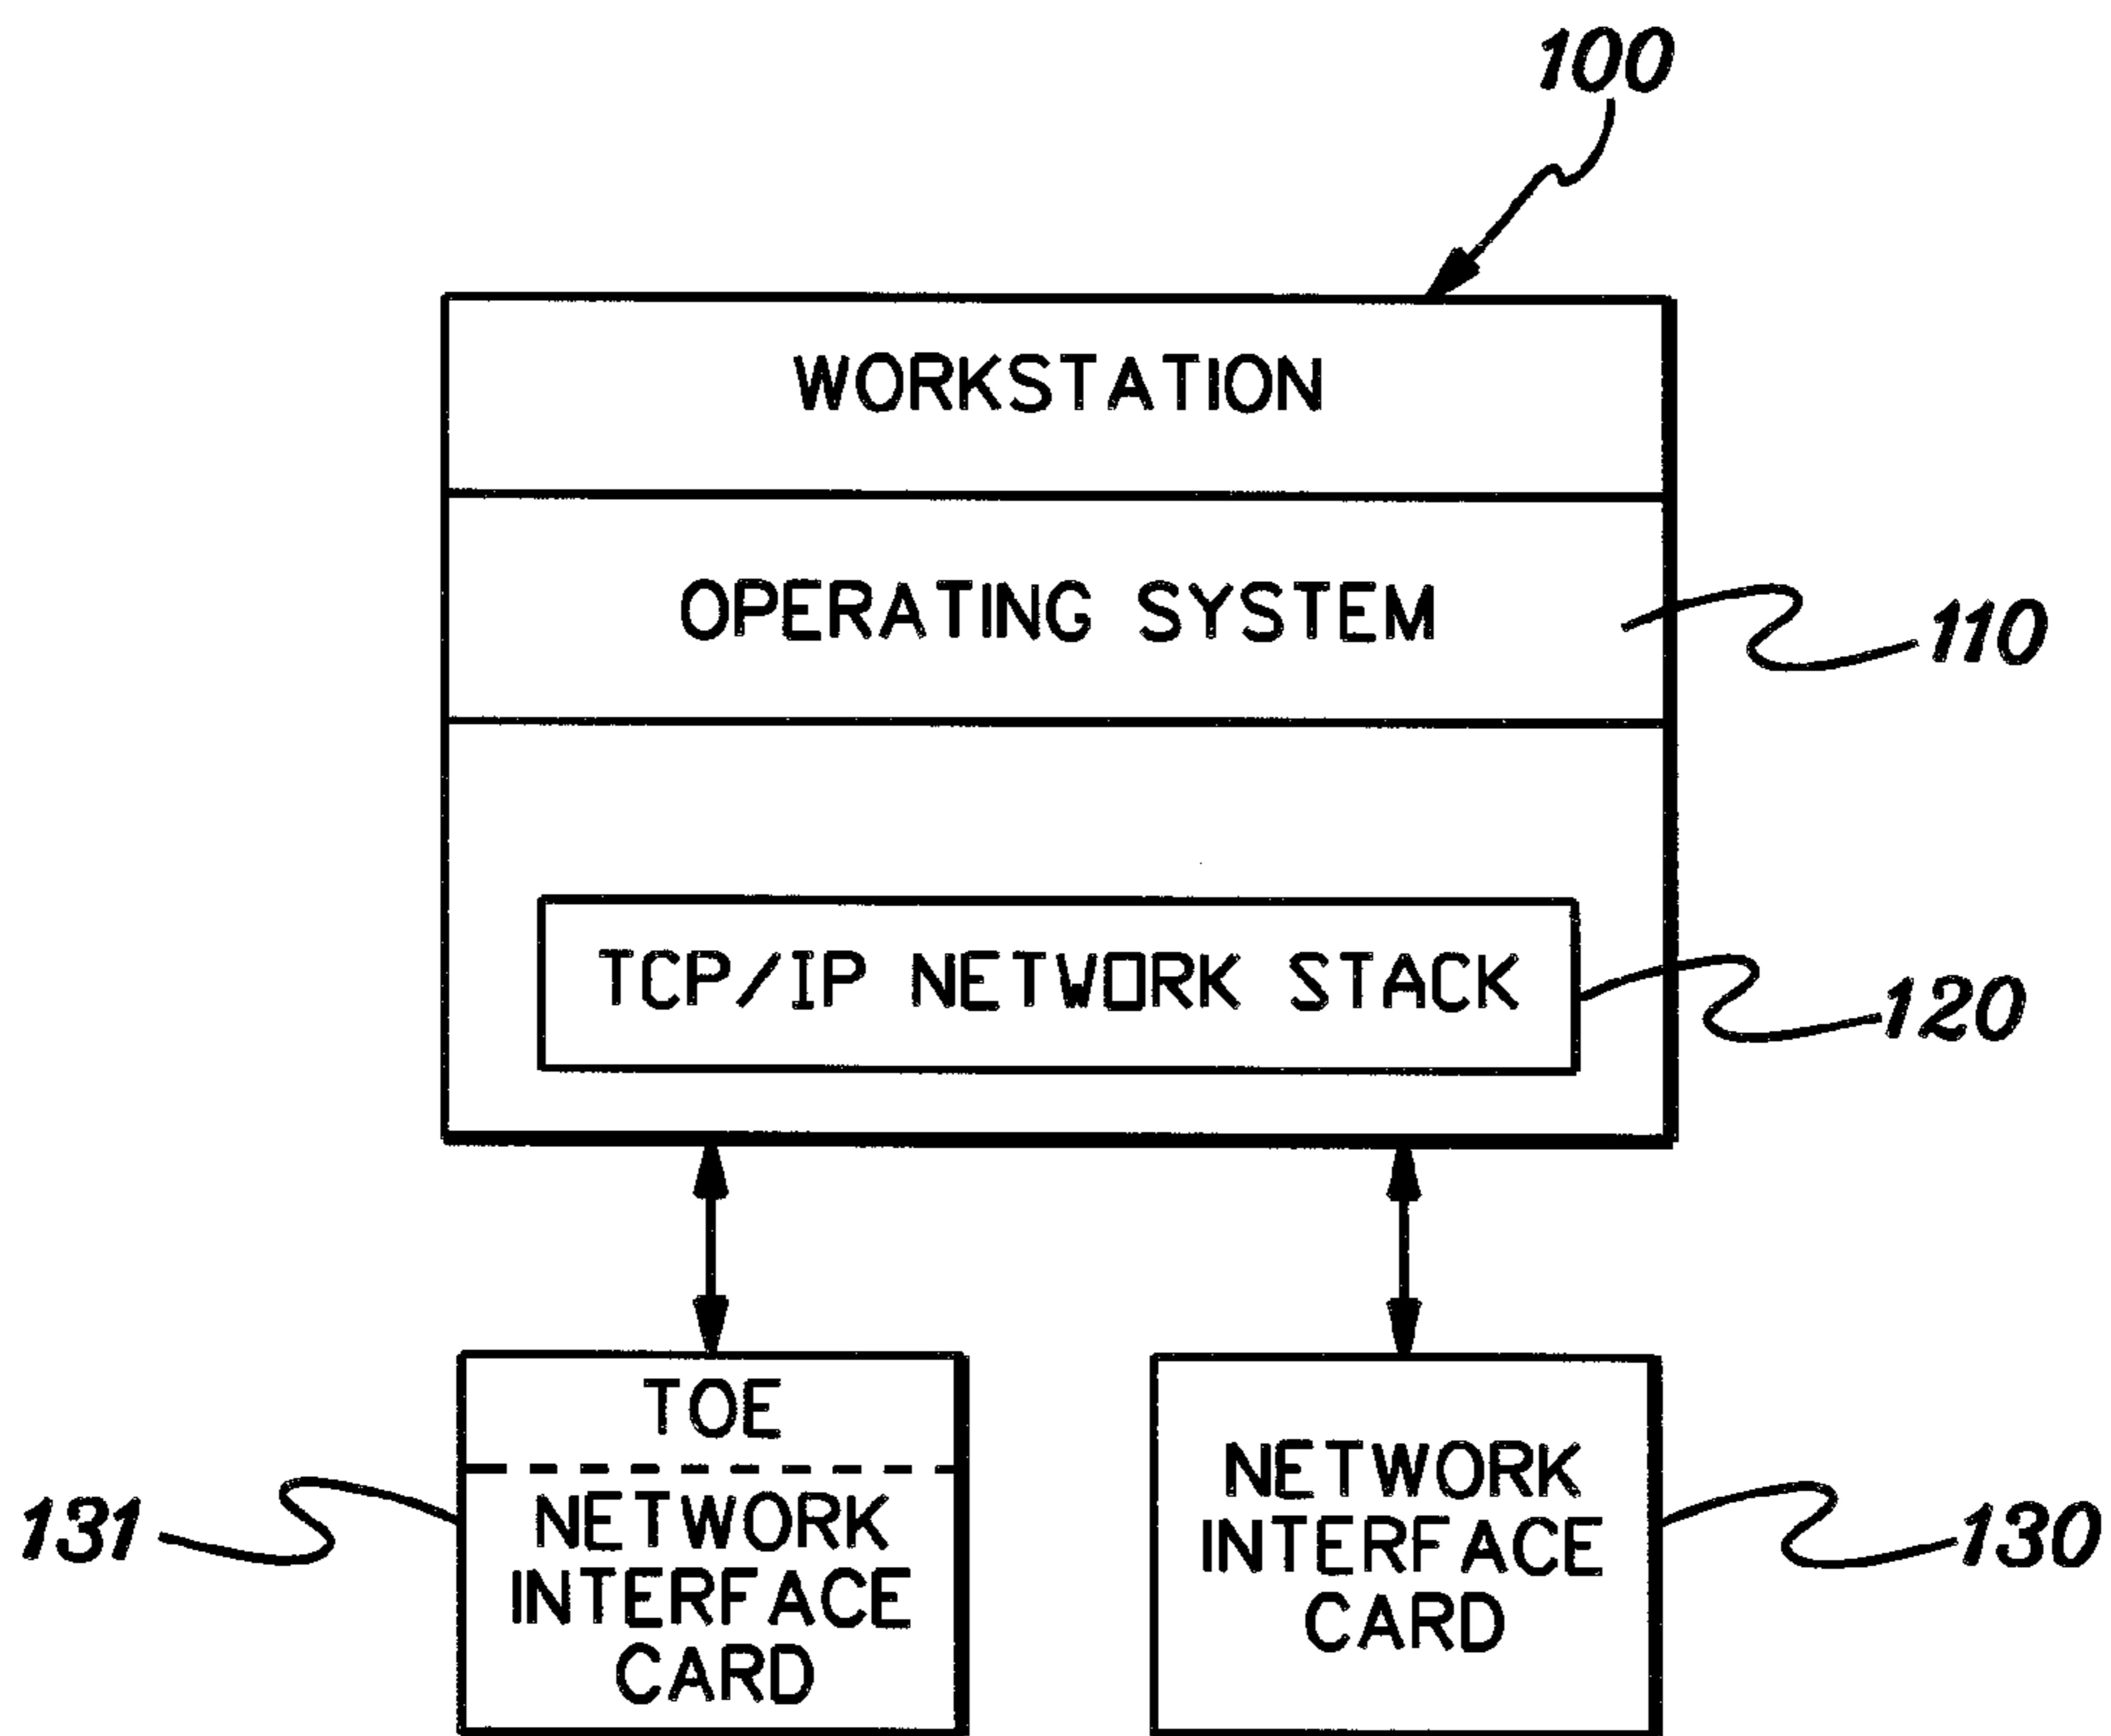 100
WORKSTATION
OPERATING SYSTEM
110
TCP/IP NETWORK STACK
120
TOE
NETWORK
INTERFACE
CARD
131
NETWORK
INTERFACE
CARD
130